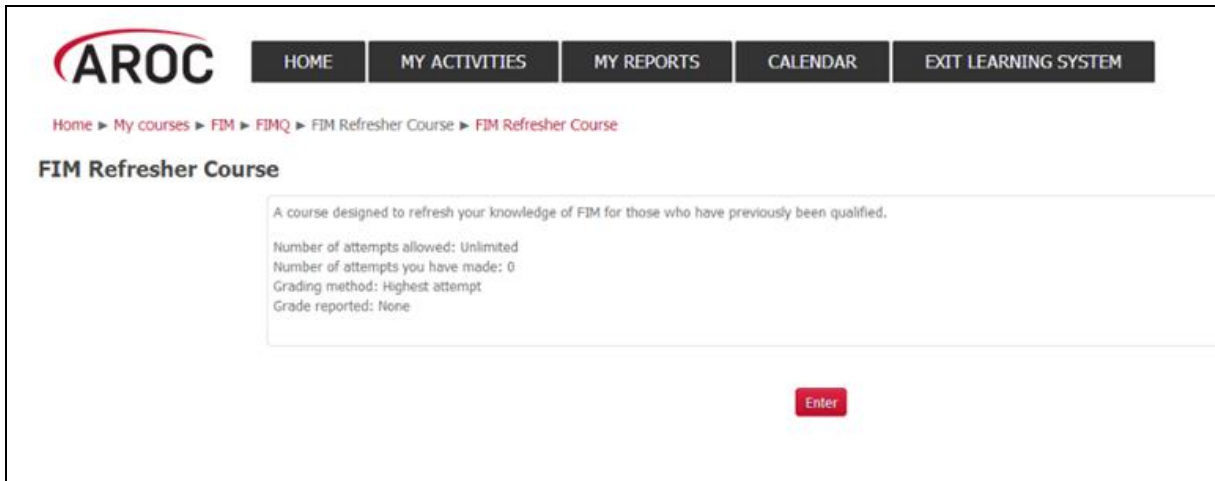 AROC
HOME MY ACTIVITIES MY REPORTS CALENDAR EXIT LEARNING SYSTEM
Home ► My courses ► FIM ► FIMQ ► FIM Refresher Course ► FIM Refresher Course
FIM Refresher Course
A course designed to refresh your knowledge of FIM for those who have previously been qualified.
Number of attempts allowed: Unlimited
Number of attempts you have made: 0
Grading method: Highest attempt
Grade reported: None
Enter